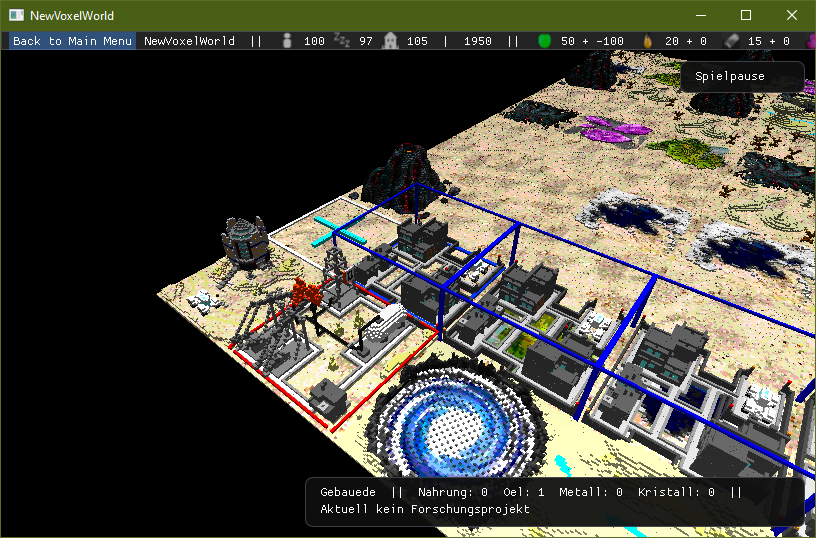 NewVoxelWorld
Back to Main Menu NewVoxelWorld || 100 97 105 | 1950 || 50 + -100 20 + 0 15 + 0
Spielpause
Gebauede || Nahrung: 0 Oel: 1 Metall: 0 Kristall: 0 ||
Aktuell kein Forschungsprojekt